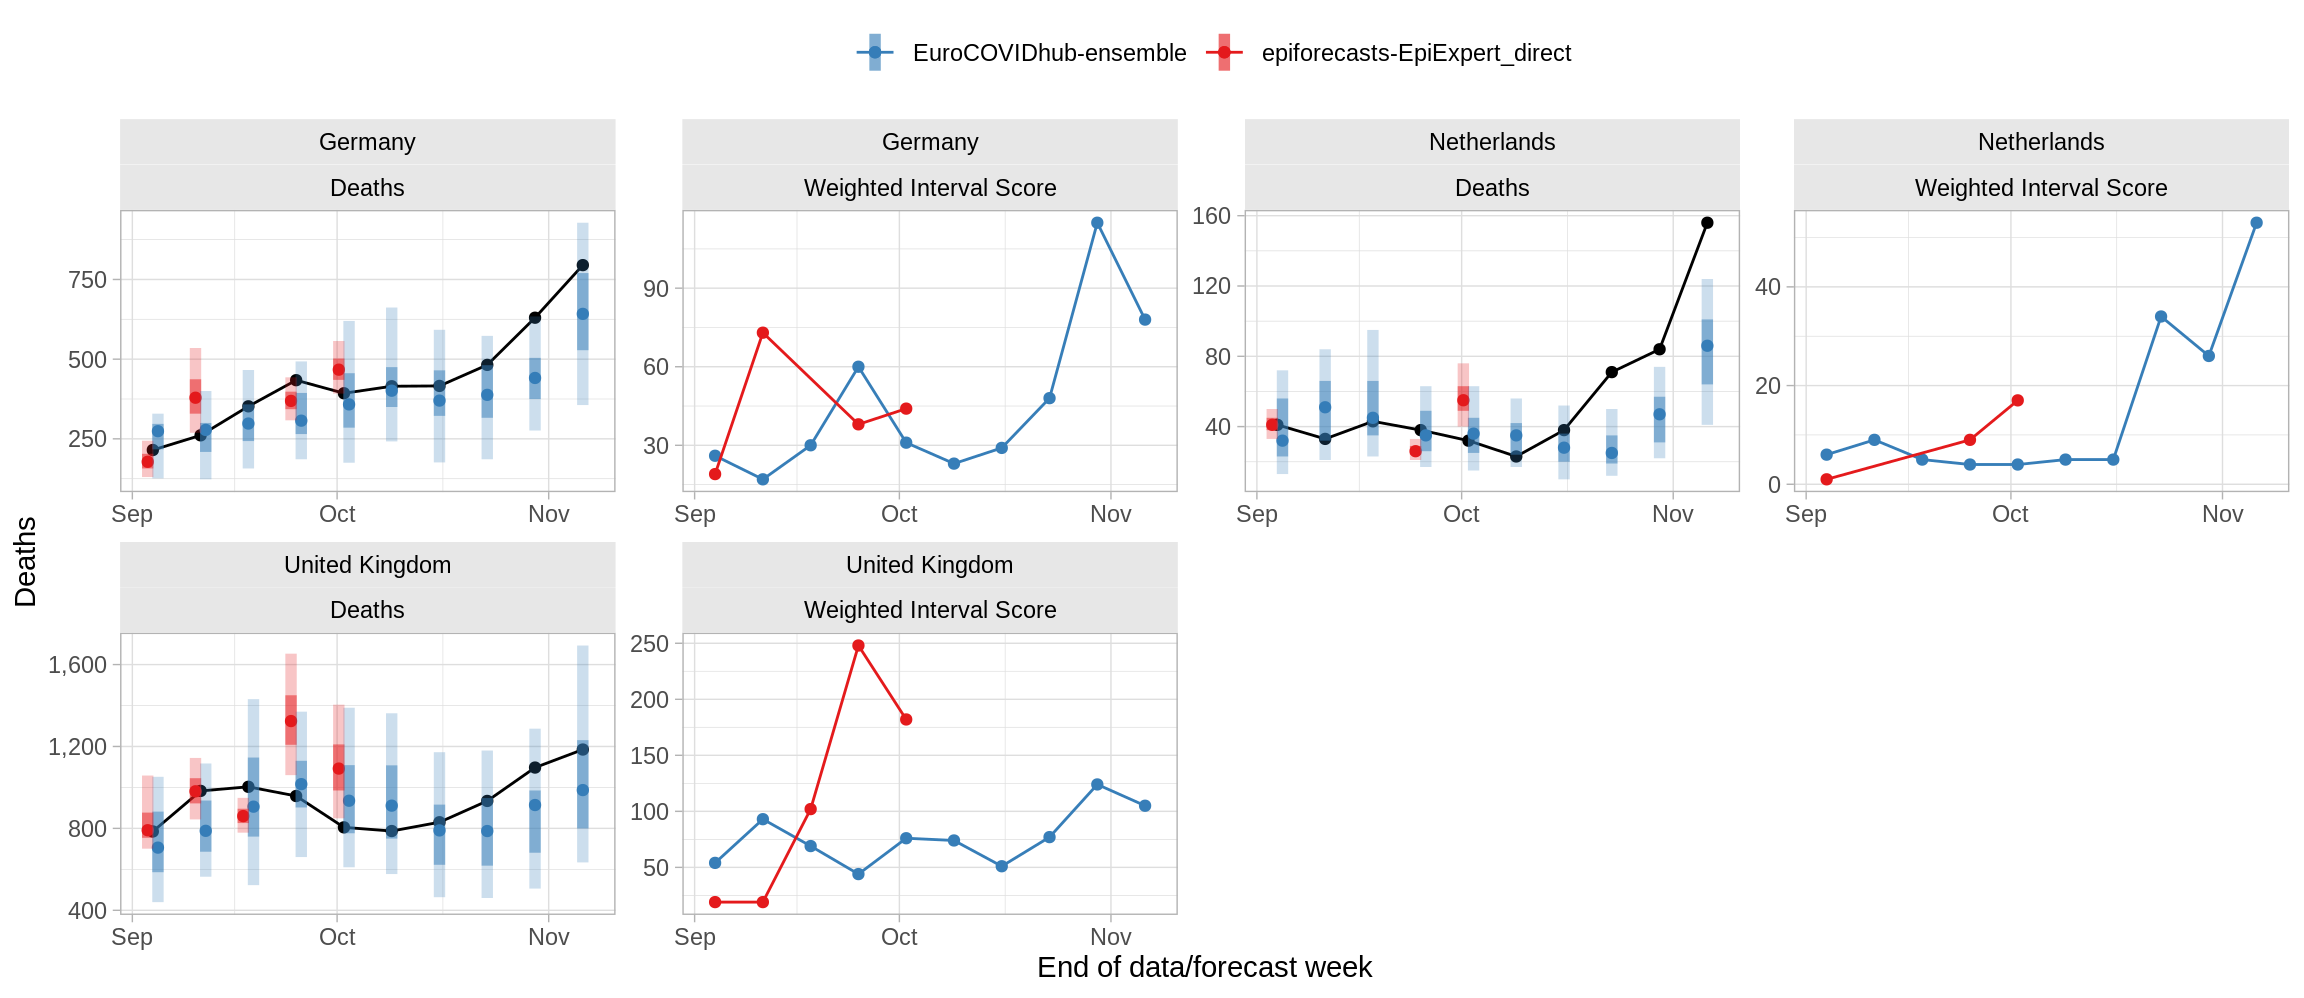 EuroCOVIDhub-ensemble epiforecasts-EpiExpert_direct
Germany Germany Netherlands Netherlands
Deaths Weighted Interval Score Deaths Weighted Interval Score
750
500
250
90
60
30
160
120
80
40
40
20
0
Sep Oct Nov Sep Oct Nov Sep Oct Nov Sep Oct Nov
Deaths
United Kingdom United Kingdom
Deaths Weighted Interval Score
1,600
1,200
800
400
250
200
150
100
50
Sep Oct Nov Sep Oct Nov
End of data/forecast week